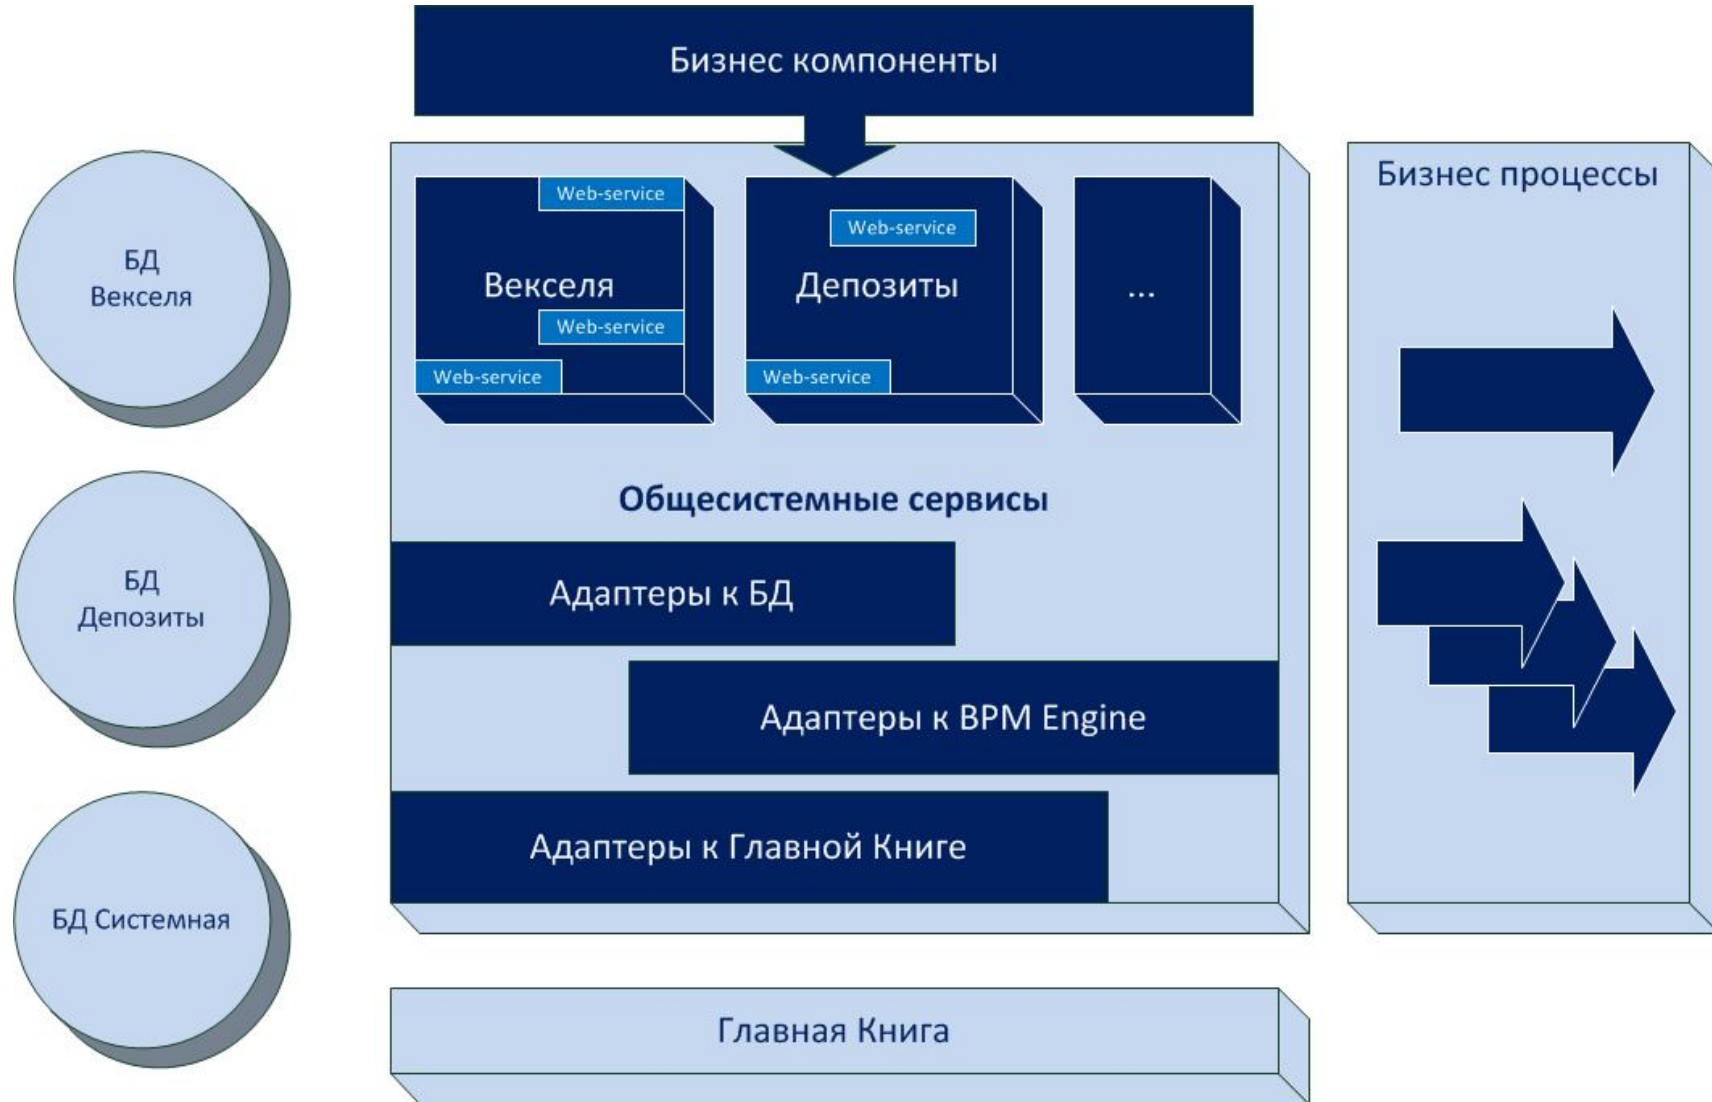 Бизнес компоненты
Бизнес процессы
Web-service
Web-service
БД
Векселя
Векселя
Депозиты
...
Web-service
Web-service
Web-service
Общесистемные сервисы
БД
Депозиты
Адаптеры к БД
Адаптеры к BPM Engine
Адаптеры к Главной Книге
БД Системная
Главная Книга